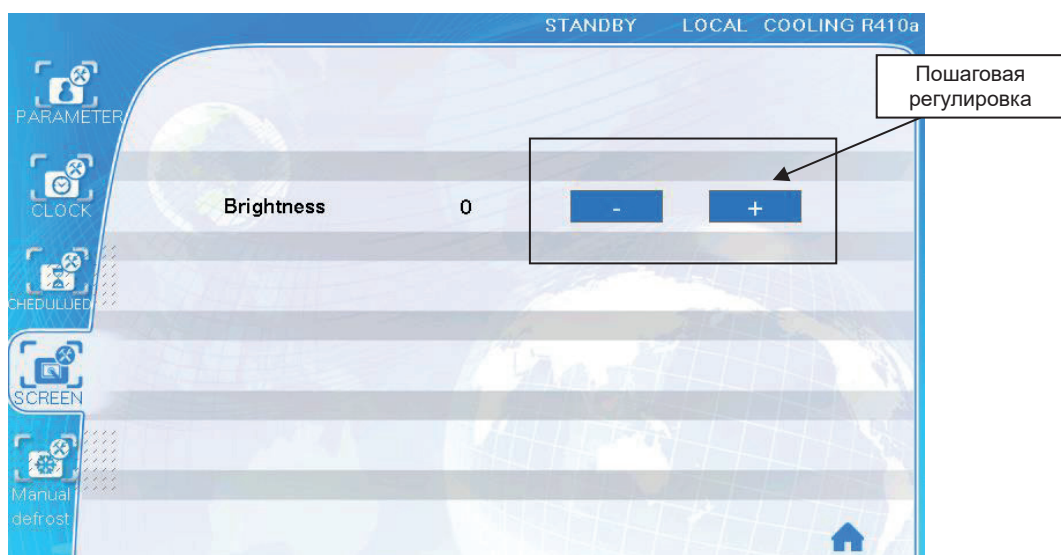 STANDBY LOCAL COOLING R410a
Пошаговая
регулировка
PARAMETER
CLOCK
Brightness 0 - +
CHEDULUED
SCREEN
Manual
defrost